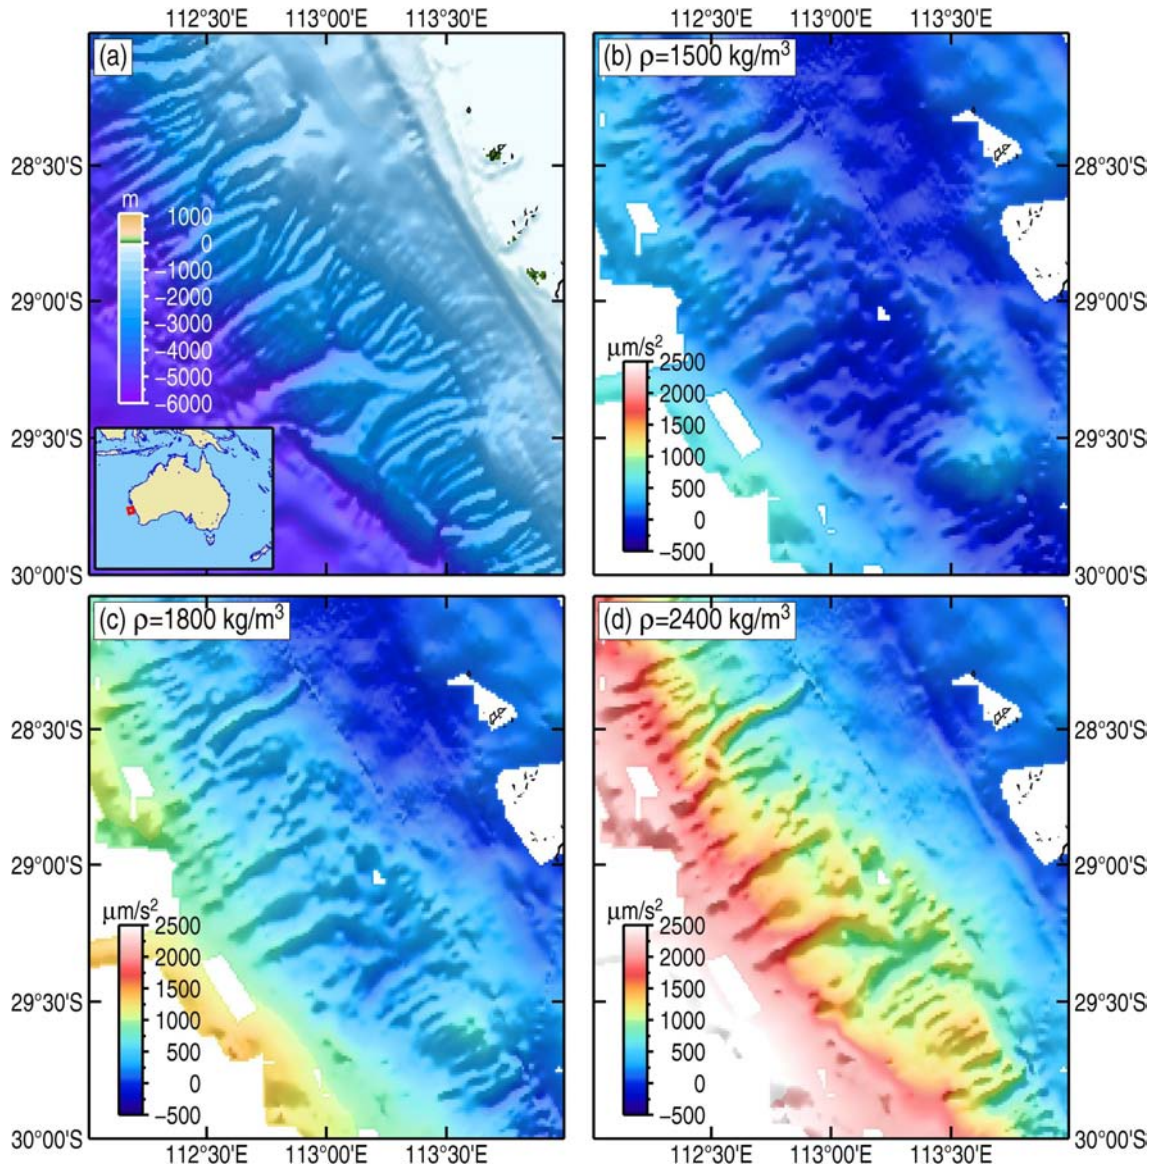 112°30'E 113°00'E 113°30'E 112°30'E 113°00'E 113°30'E
(a)
(b) ρ=1500 kg/m³
28°30'S
28°30'S
m
1000
0
−1000
−2000
−3000
−4000
−5000
−6000
29°00'S
29°00'S
μm/s²
2500
2000
1500
1000
500
0
−500
29°30'S
29°30'S
30°00'S
30°00'S
(c) ρ=1800 kg/m³
(d) ρ=2400 kg/m³
28°30'S
28°30'S
29°00'S
29°00'S
μm/s²
2500
2000
1500
1000
500
0
−500
μm/s²
2500
2000
1500
1000
500
0
−500
29°30'S
29°30'S
30°00'S
30°00'S
112°30'E 113°00'E 113°30'E 112°30'E 113°00'E 113°30'E